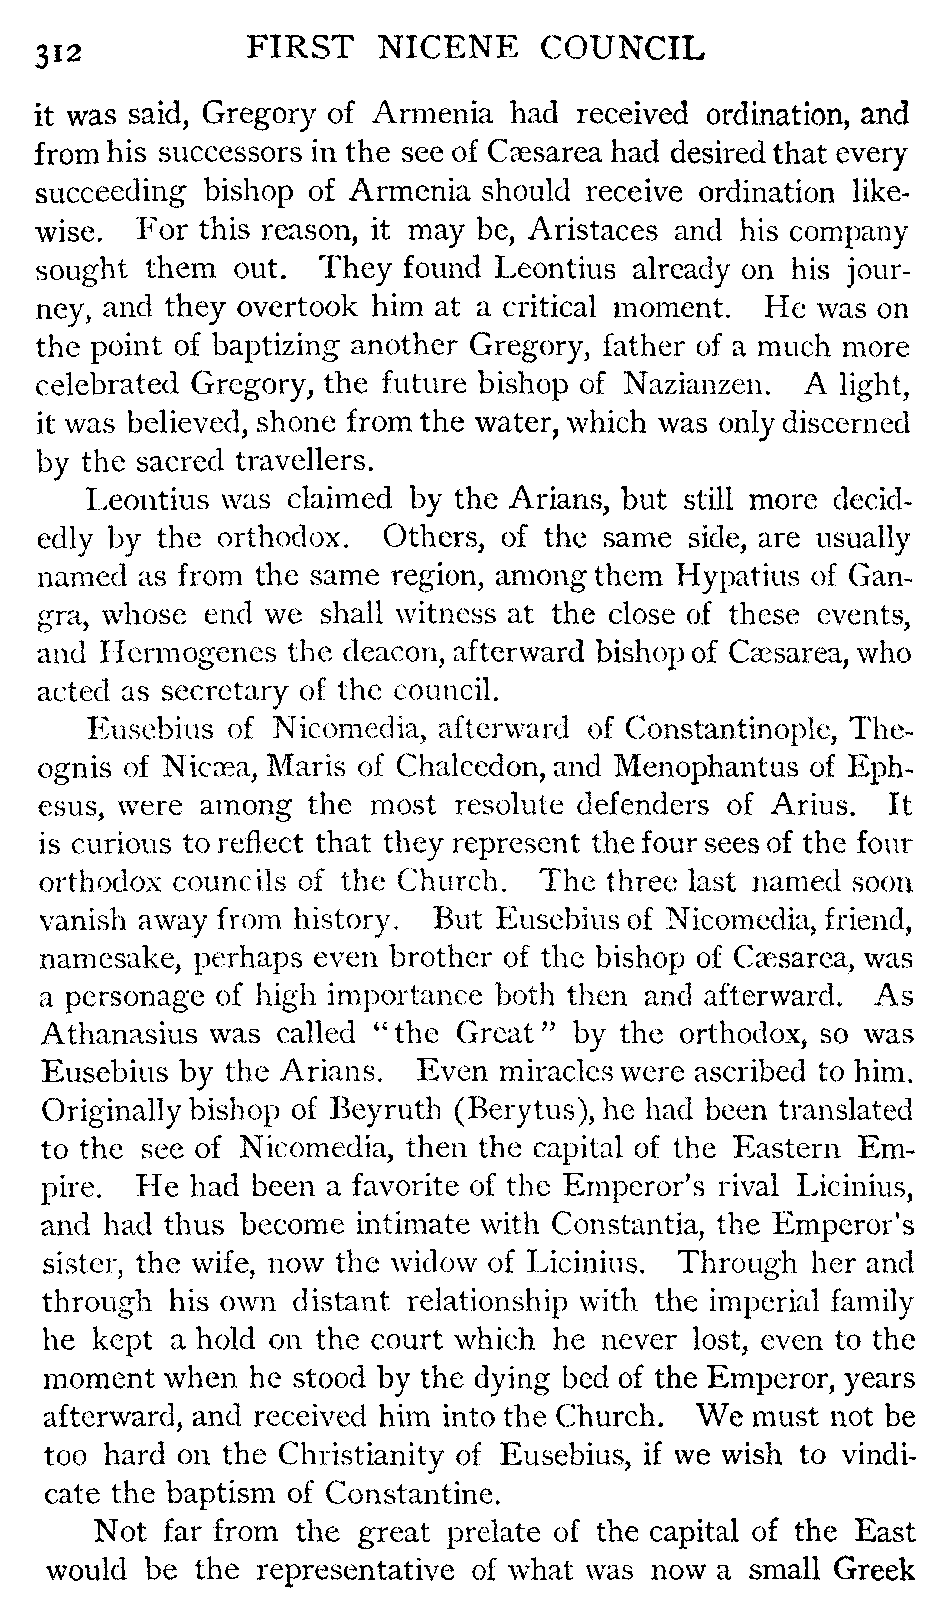 312 FIRST NICENE COUNCIL
it was said, Gregory of Armenia had received ordination, and
from his successors in the see of Cæsarea had desired that every
succeeding bishop of Armenia should receive ordination like-
wise. For this reason, it may be, Aristaces and his company
sought them out. They found Leontius already on his jour-
ney, and they overtook him at a critical moment. He was on
the point of baptizing another Gregory, father of a much more
celebrated Gregory, the future bishop of Nazianzen. A light,
it was believed, shone from the water, which was only discerned
by the sacred travellers.
Leontius was claimed by the Arians, but still more decid-
edly by the orthodox. Others, of the same side, are usually
named as from the same region, among them Hypatius of Gan-
gra, whose end we shall witness at the close of these events,
and Hermogenes the deacon, afterward bishop of Cæsarea, who
acted as secretary of the council.
Eusebius of Nicomedia, afterward of Constantinople, The-
ognis of Nicæa, Maris of Chalcedon, and Menophantus of Eph-
esus, were among the most resolute defenders of Arius. It
is curious to reflect that they represent the four sees of the four
orthodox councils of the Church. The three last named soon
vanish away from history. But Eusebius of Nicomedia, friend,
namesake, perhaps even brother of the bishop of Cæsarea, was
a personage of high importance both then and afterward. As
Athanasius was called "the Great" by the orthodox, so was
Eusebius by the Arians. Even miracles were ascribed to him.
Originally bishop of Beyruth (Berytus), he had been translated
to the see of Nicomedia, then the capital of the Eastern Em-
pire. He had been a favorite of the Emperor's rival Licinius,
and had thus become intimate with Constantia, the Emperor's
sister, the wife, now the widow of Licinius. Through her and
through his own distant relationship with the imperial family
he kept a hold on the court which he never lost, even to the
moment when he stood by the dying bed of the Emperor, years
afterward, and received him into the Church. We must not be
too hard on the Christianity of Eusebius, if we wish to vindi-
cate the baptism of Constantine.
Not far from the great prelate of the capital of the East
would be the representative of what was now a small Greek